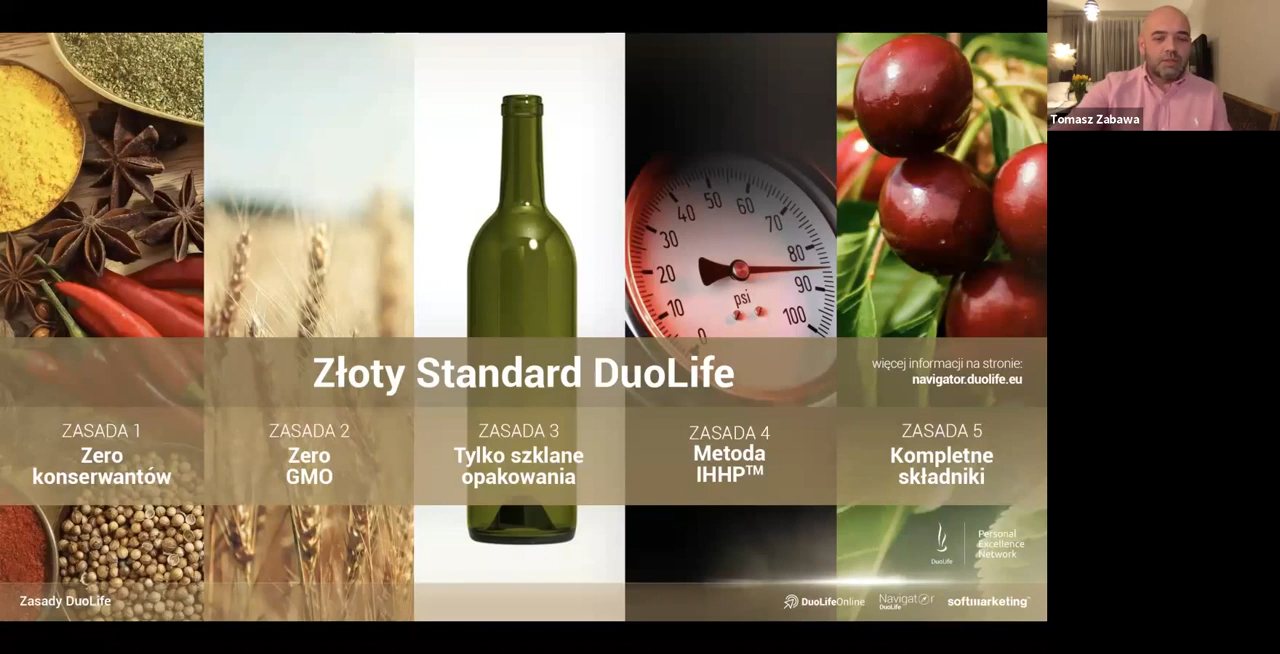 Tomasz Zabawa
50
60
40
70
30
80
20
90
10
psi
100
0
Złoty Standard DuoLife
więcej informacji na stronie:
navigator.duolife.eu
ZASADA 1
Zero
konserwantów
ZASADA 2
Zero
GMO
ZASADA 3
Tylko szklane
opakowania
ZASADA 4
Metoda
IHHP™
ZASADA 5
Kompletne
składniki
DuoLife
Personal
Excellence
Network
Zasady DuoLife
DuoLifeOnline
Navigator
DuoLife
softmarketing™